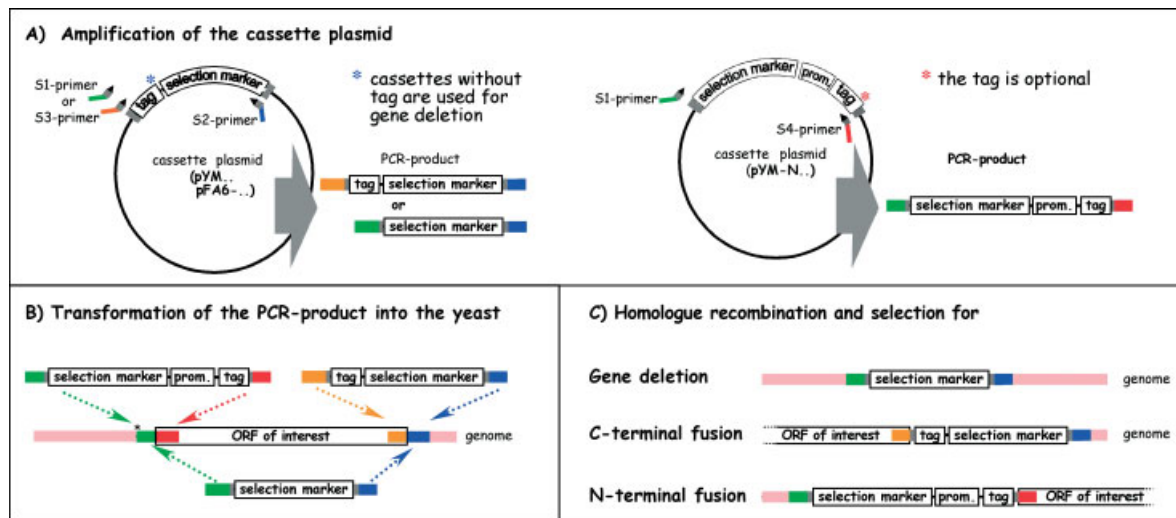 A) Amplification of the cassette plasmid
S1-primer
or
S3-primer
*
tag
selection marker
S2-primer
cassette plasmid
(pYM..
pFA6-..)
* cassettes without
tag are used for
gene deletion
PCR-product
tag selection marker
or
selection marker
S1-primer
selection marker
prom.
tag
*
S4-primer
cassette plasmid
(pYM-N..)
* the tag is optional
PCR-product
selection marker prom. tag
B) Transformation of the PCR-product into the yeast
selection marker prom. tag
tag selection marker
*
ORF of interest
genome
selection marker
C) Homologue recombination and selection for
Gene deletion
selection marker
genome
C-terminal fusion
ORF of interest tag selection marker
genome
N-terminal fusion
selection marker prom. tag ORF of interest